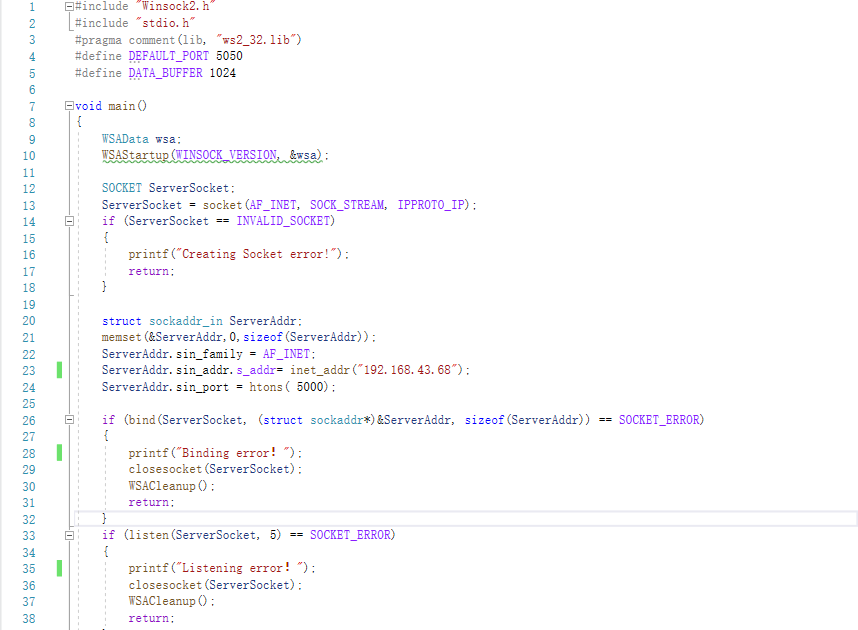 1 #include "Winsock2.h"
2 #include "stdio.h"
3 #pragma comment(lib, "ws2_32.lib")
4 #define DEFAULT_PORT 5050
5 #define DATA_BUFFER 1024
6
7 void main()
8 {
9 WSAData wsa;
10 WSAStartup(WINSOCK_VERSION, &wsa);
11
12 SOCKET ServerSocket;
13 ServerSocket = socket(AF_INET, SOCK_STREAM, IPPROTO_IP);
14 if (ServerSocket == INVALID_SOCKET)
15 {
16 printf("Creating Socket error!");
17 return;
18 }
19
20 struct sockaddr_in ServerAddr;
21 memset(&ServerAddr,0,sizeof(ServerAddr));
22 ServerAddr.sin_family = AF_INET;
23 ServerAddr.sin_addr.s_addr= inet_addr("192.168.43.68");
24 ServerAddr.sin_port = htons( 5000);
25
26 if (bind(ServerSocket, (struct sockaddr*)&ServerAddr, sizeof(ServerAddr)) == SOCKET_ERROR)
27 {
28 printf("Binding error！");
29 closesocket(ServerSocket);
30 WSACleanup();
31 return;
32 }
33 if (listen(ServerSocket, 5) == SOCKET_ERROR)
34 {
35 printf("Listening error！");
36 closesocket(ServerSocket);
37 WSACleanup();
38 return;